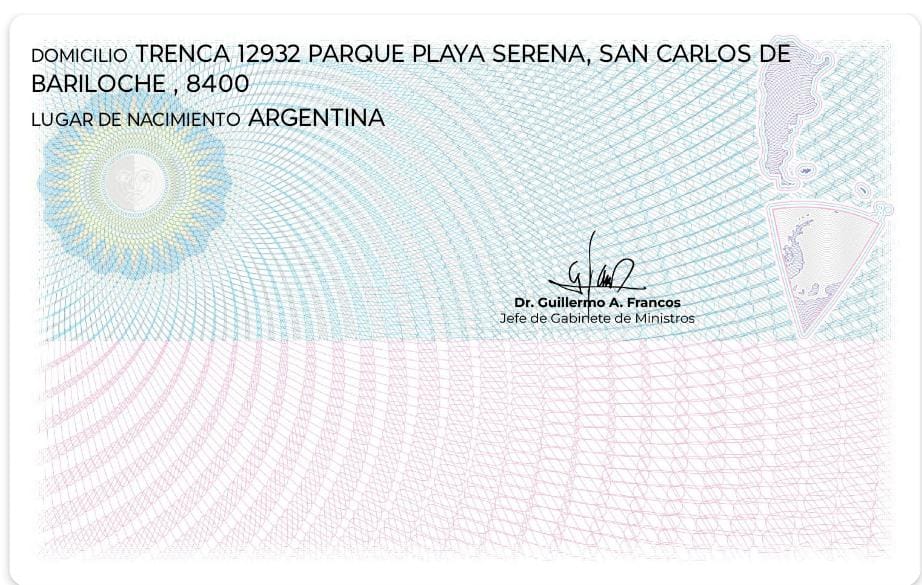 DOMICILIO TRENCA 12932 PARQUE PLAYA SERENA, SAN CARLOS DE
BARILOCHE , 8400
LUGAR DE NACIMIENTO ARGENTINA
Dr. Guillermo A. Francos
Jefe de Gabinete de Ministros